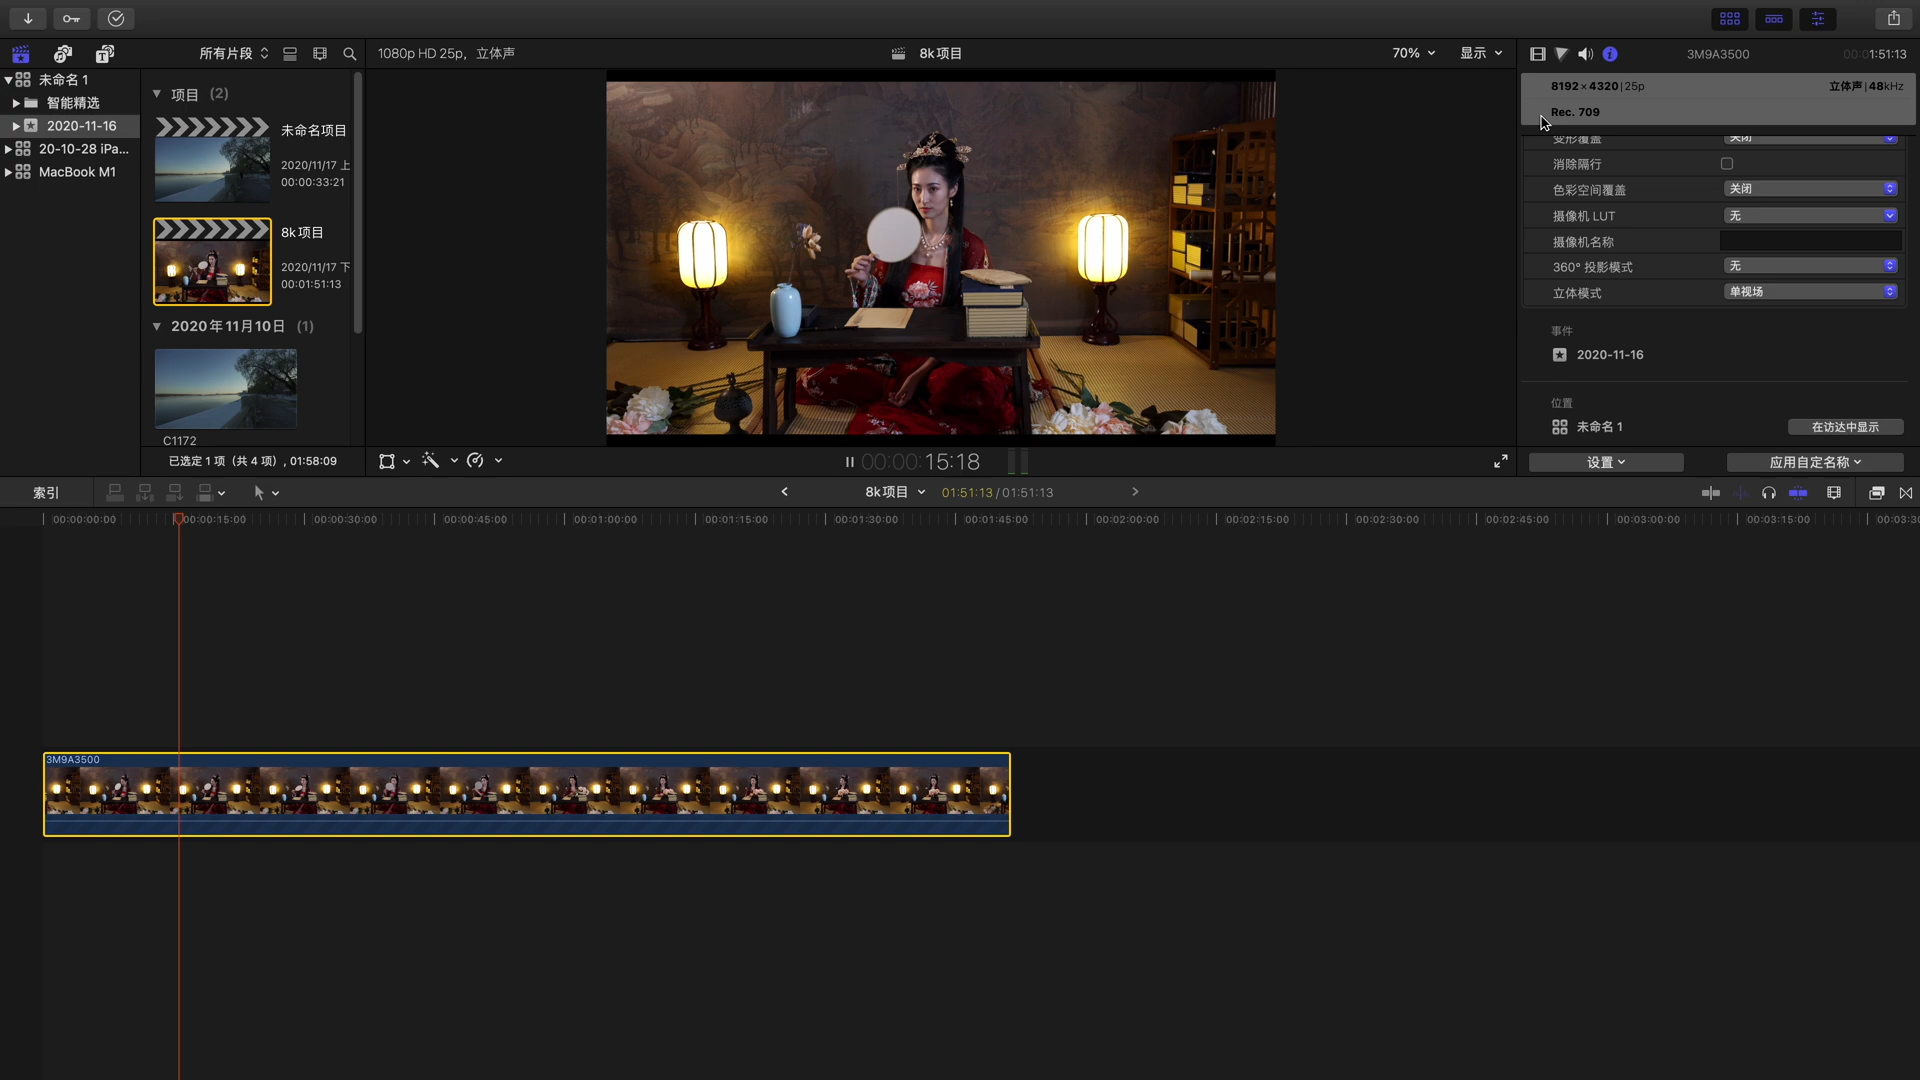 所有片段
1080p HD 25p，立体声
8k项目
70%
显示
3M9A3500
00:01:51:13
未命名 1
智能精选
2020-11-16
20-10-28 iPa...
MacBook M1
项目 (2)
未命名项目
2020/11/17 上
00:00:33:21
8k项目
2020/11/17 下
00:01:51:13
2020年11月10日 (1)
C1172
已选定 1 项（共 4 项）, 01:58:09
00:00:00:15:18
8192×4320|25p
立体声|48kHz
Rec. 709
变形覆盖 关闭
消除隔行
色彩空间覆盖 关闭
摄像机 LUT 无
摄像机名称
360° 投影模式 无
立体模式 单视场
事件
2020-11-16
位置
未命名 1
在访达中显示
设置
应用自定名称
索引
8k项目
01:51:13/01:51:13
00:00:00:00 00:00:15:00 00:00:30:00 00:00:45:00 00:01:00:00 00:01:15:00 00:01:30:00 00:01:45:00 00:02:00:00 00:02:15:00 00:02:30:00 00:02:45:00 00:03:00:00 00:03:15:00 00:03:30
3M9A3500